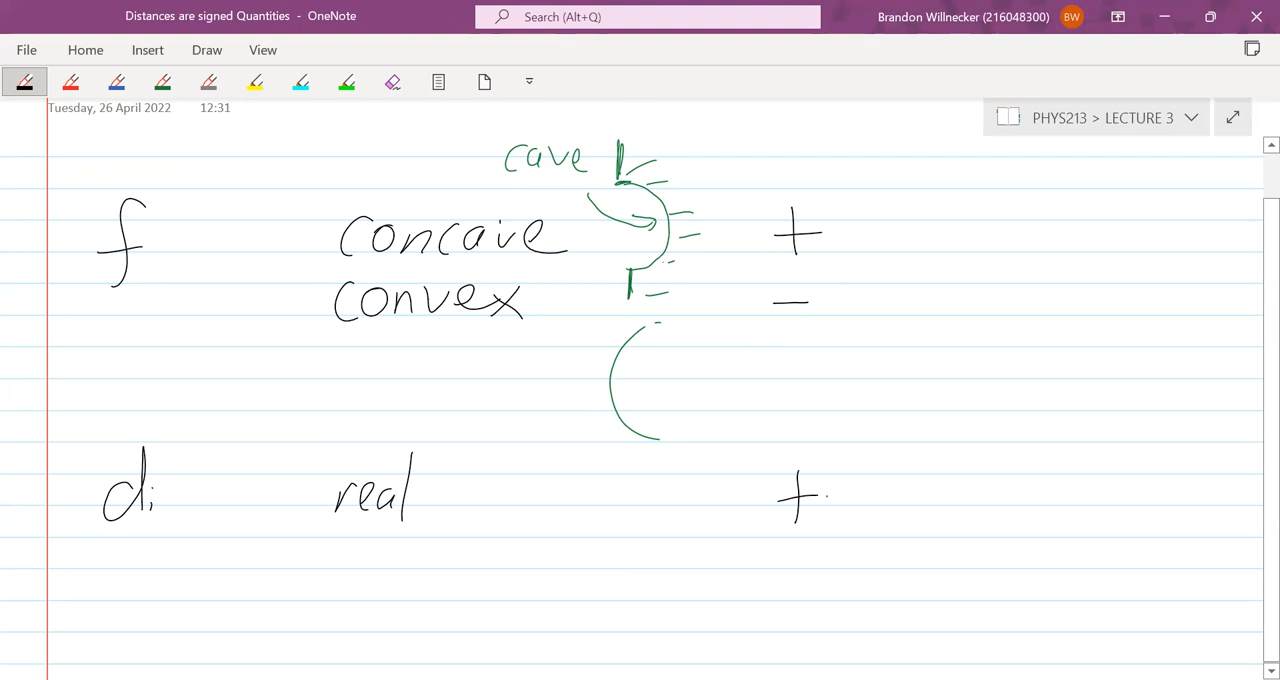 Distances are signed Quantities - OneNote
Search (Alt+Q)
Brandon Willnecker (216048300) BW
File Home Insert Draw View
Tuesday, 26 April 2022 12:31
PHYS213 > LECTURE 3
cave
f concave +
convex −
di real +